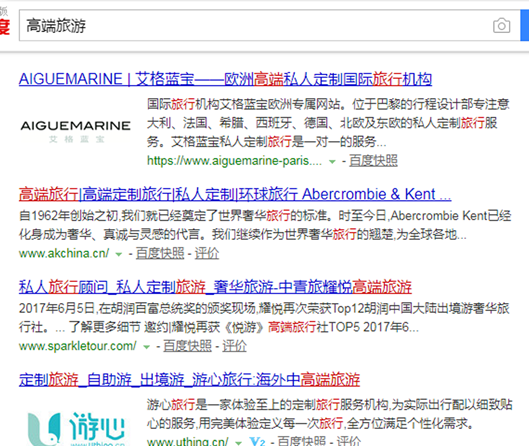 版
度
高端旅游
AIGUEMARINE | 艾格蓝宝——欧洲高端私人定制国际旅行机构
AIGUEMARINE
艾格蓝宝
国际旅行机构艾格蓝宝欧洲专属网站。位于巴黎的行程设计部专注意
大利、法国、希腊、西班牙、德国、北欧及东欧的私人定制旅行服
务。艾格蓝宝私人定制旅行是一对一的服务...
https://www.aiguemarine-paris.... - 百度快照
高端旅行|高端定制旅行|私人定制|环球旅行 Abercrombie & Kent ...
自1962年创始之初,我们就已经奠定了世界奢华旅行的标准。时至今日,Abercrombie Kent已经
化身成为奢华、真诚与灵感的代言。我们继续作为世界奢华旅行的翘楚,为全球各地...
www.akchina.cn/ - 百度快照 - 评价
私人旅行顾问_私人定制旅游_奢华旅游-中青旅耀悦高端旅游
2017年6月5日,在胡润百富总统奖的颁奖现场,耀悦再次荣获Top12胡润中国大陆出境游奢华旅
行社。... 了解更多细节 邀约|耀悦再获《悦游》高端旅行社TOP5 2017年6...
www.sparkletour.com/ - 百度快照 - 评价
定制旅游_自助游_出境游_游心旅行:海外中高端旅游
游心
游心旅行是一家体验至上的定制旅行服务机构,为实际出行配以细致贴
心的服务,用完美体验定义每一次旅行,全方位满足个性化需求。
www.uthing.cn/ V2 - 百度快照 - 评价